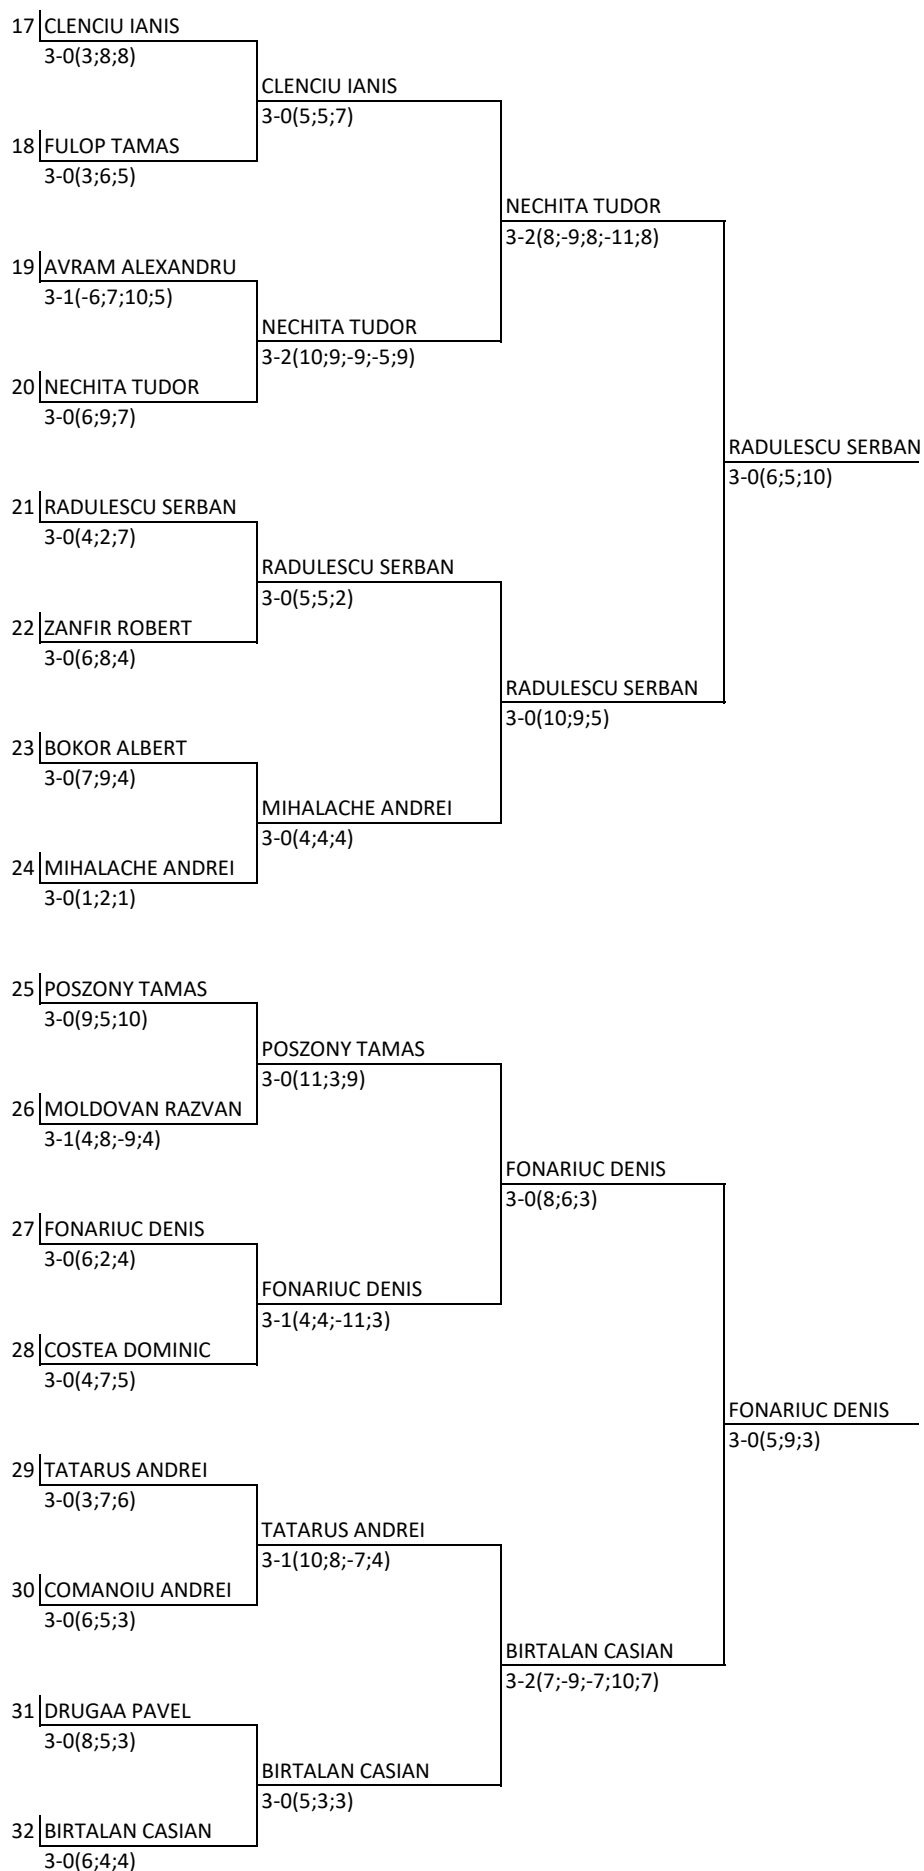 17 CLENCIU IANIS
3-0(3;8;8)
CLENCIU IANIS
3-0(5;5;7)
18 FULOP TAMAS
3-0(3;6;5)
NECHITA TUDOR
3-2(8;-9;8;-11;8)
19 AVRAM ALEXANDRU
3-1(-6;7;10;5)
NECHITA TUDOR
3-2(10;9;-9;-5;9)
20 NECHITA TUDOR
3-0(6;9;7)
RADULESCU SERBAN
3-0(6;5;10)
21 RADULESCU SERBAN
3-0(4;2;7)
RADULESCU SERBAN
3-0(5;5;2)
22 ZANFIR ROBERT
3-0(6;8;4)
RADULESCU SERBAN
3-0(10;9;5)
23 BOKOR ALBERT
3-0(7;9;4)
MIHALACHE ANDREI
3-0(4;4;4)
24 MIHALACHE ANDREI
3-0(1;2;1)
25 POSZONY TAMAS
3-0(9;5;10)
POSZONY TAMAS
3-0(11;3;9)
26 MOLDOVAN RAZVAN
3-1(4;8;-9;4)
FONARIUC DENIS
3-0(8;6;3)
27 FONARIUC DENIS
3-0(6;2;4)
FONARIUC DENIS
3-1(4;4;-11;3)
28 COSTEA DOMINIC
3-0(4;7;5)
FONARIUC DENIS
3-0(5;9;3)
29 TATARUS ANDREI
3-0(3;7;6)
TATARUS ANDREI
3-1(10;8;-7;4)
30 COMANOIU ANDREI
3-0(6;5;3)
BIRTALAN CASIAN
3-2(7;-9;-7;10;7)
31 DRUGAA PAVEL
3-0(8;5;3)
BIRTALAN CASIAN
3-0(5;3;3)
32 BIRTALAN CASIAN
3-0(6;4;4)